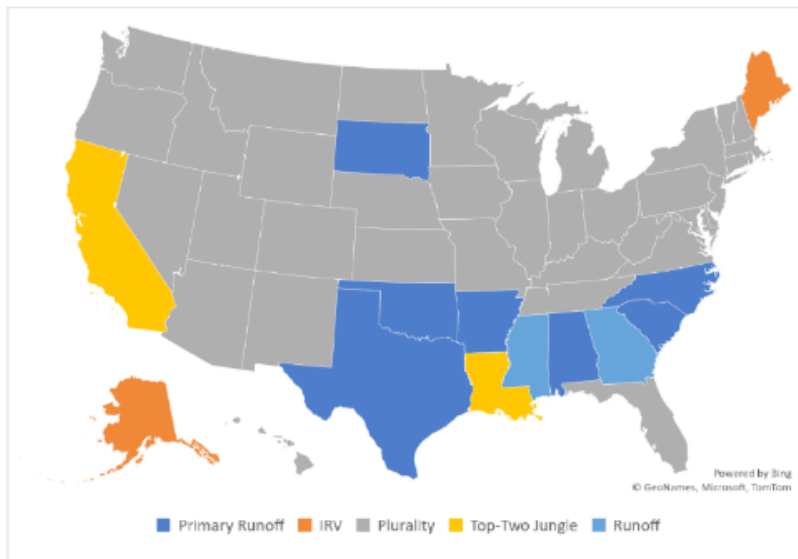 Powered by Bing
© GeoNames, Microsoft, TomTom
Primary Runoff IRV Plurality Top-Two Jungle Runoff